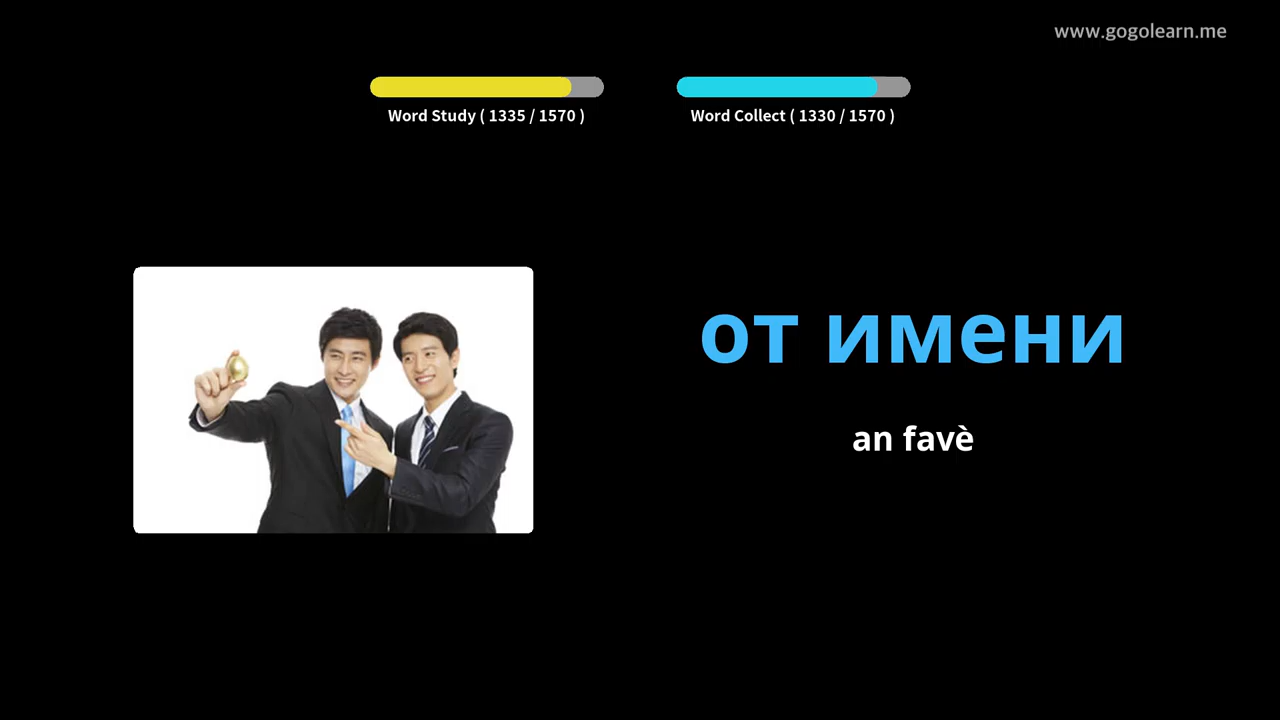 www.gogolearn.me
Word Study ( 1335 / 1570 )
Word Collect ( 1330 / 1570 )
от имени
an favè